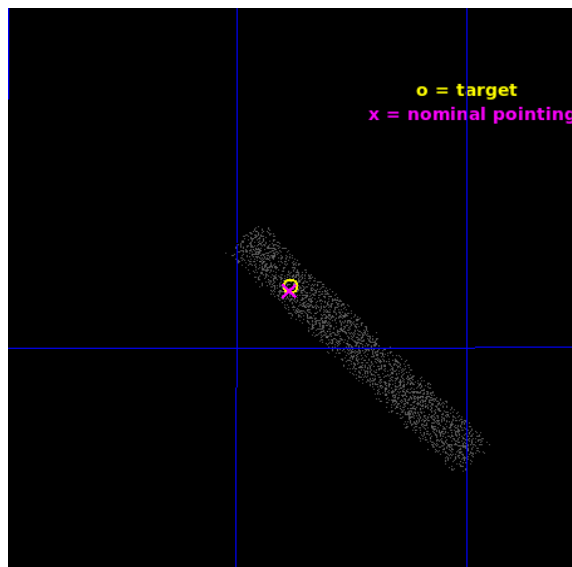 o = target
x = nominal pointing